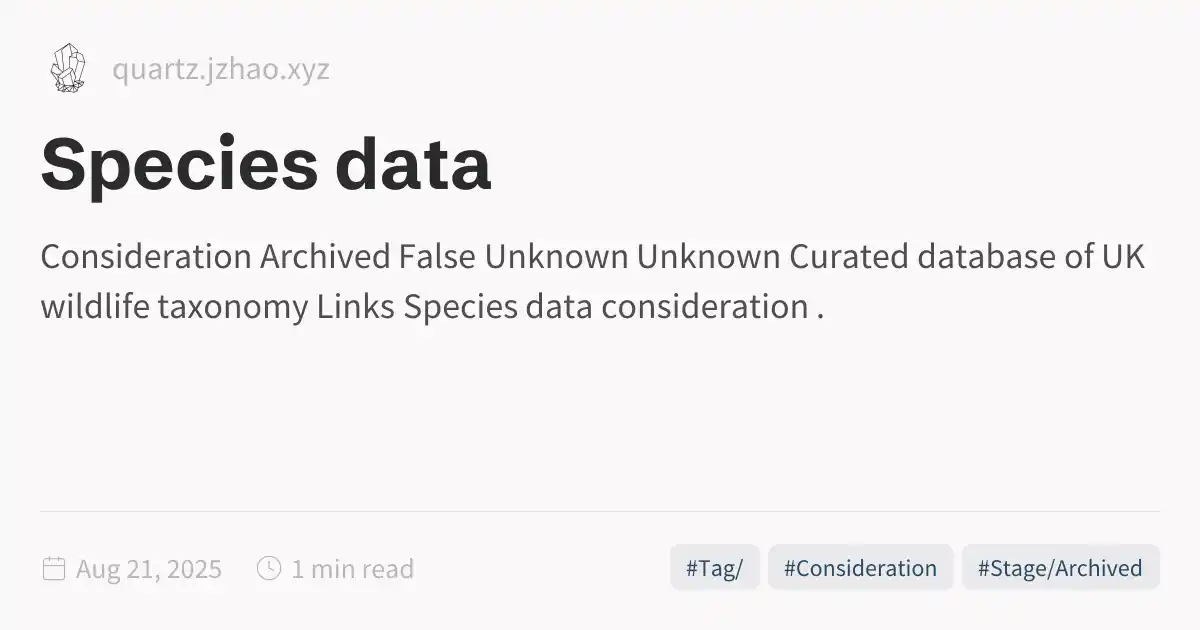 quartz.jzhao.xyz
Species data
Consideration Archived False Unknown Unknown Curated database of UK
wildlife taxonomy Links Species data consideration .
Aug 21, 2025
1 min read
#Tag/
#Consideration
#Stage/Archived